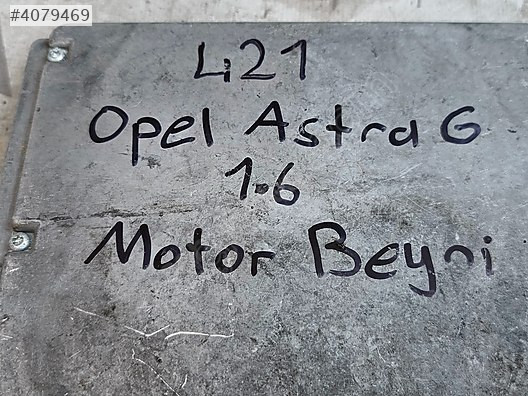 #4079469
421
Opel Astra G
1.6
Motor Beyni